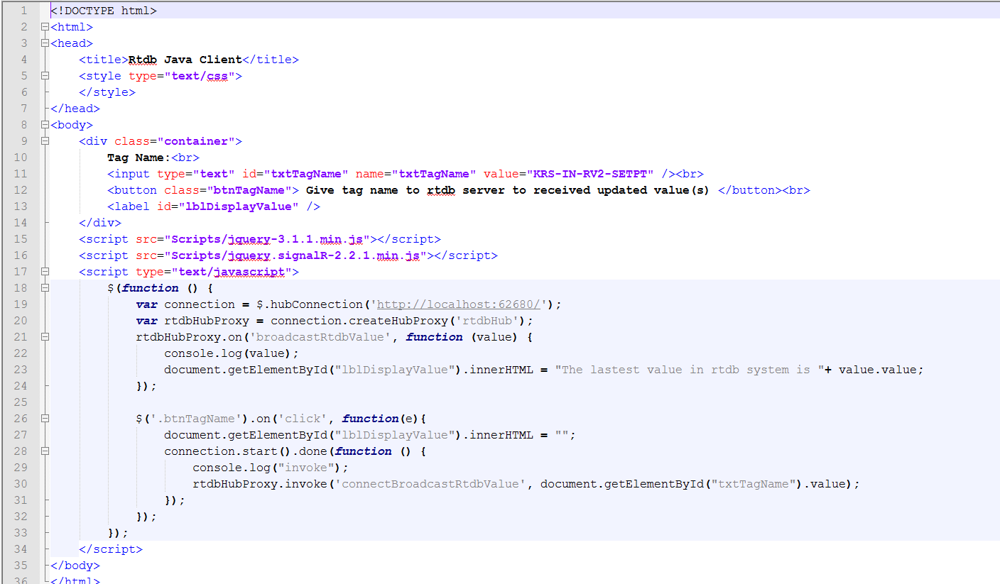 1 <!DOCTYPE html>
2 <html>
3 <head>
4 <title>Rtdb Java Client</title>
5 <style type="text/css">
6 </style>
7 </head>
8 <body>
9 <div class="container">
10 Tag Name:<br>
11 <input type="text" id="txtTagName" name="txtTagName" value="KRS-IN-RV2-SETPT" /><br>
12 <button class="btnTagName"> Give tag name to rtdb server to received updated value(s) </button><br>
13 <label id="lblDisplayValue" />
14 </div>
15 <script src="Scripts/jquery-3.1.1.min.js"></script>
16 <script src="Scripts/jquery.signalR-2.2.1.min.js"></script>
17 <script type="text/javascript">
18 $(function () {
19 var connection = $.hubConnection('http://localhost:62680/');
20 var rtdbHubProxy = connection.createHubProxy('rtdbHub');
21 rtdbHubProxy.on('broadcastRtdbValue', function (value) {
22 console.log(value);
23 document.getElementById("lblDisplayValue").innerHTML = "The lastest value in rtdb system is "+ value.value;
24 });
25
26 $('.btnTagName').on('click', function(e){
27 document.getElementById("lblDisplayValue").innerHTML = "";
28 connection.start().done(function () {
29 console.log("invoke");
30 rtdbHubProxy.invoke('connectBroadcastRtdbValue', document.getElementById("txtTagName").value);
31 });
32 });
33 });
34 </script>
35 </body>
36 </html>